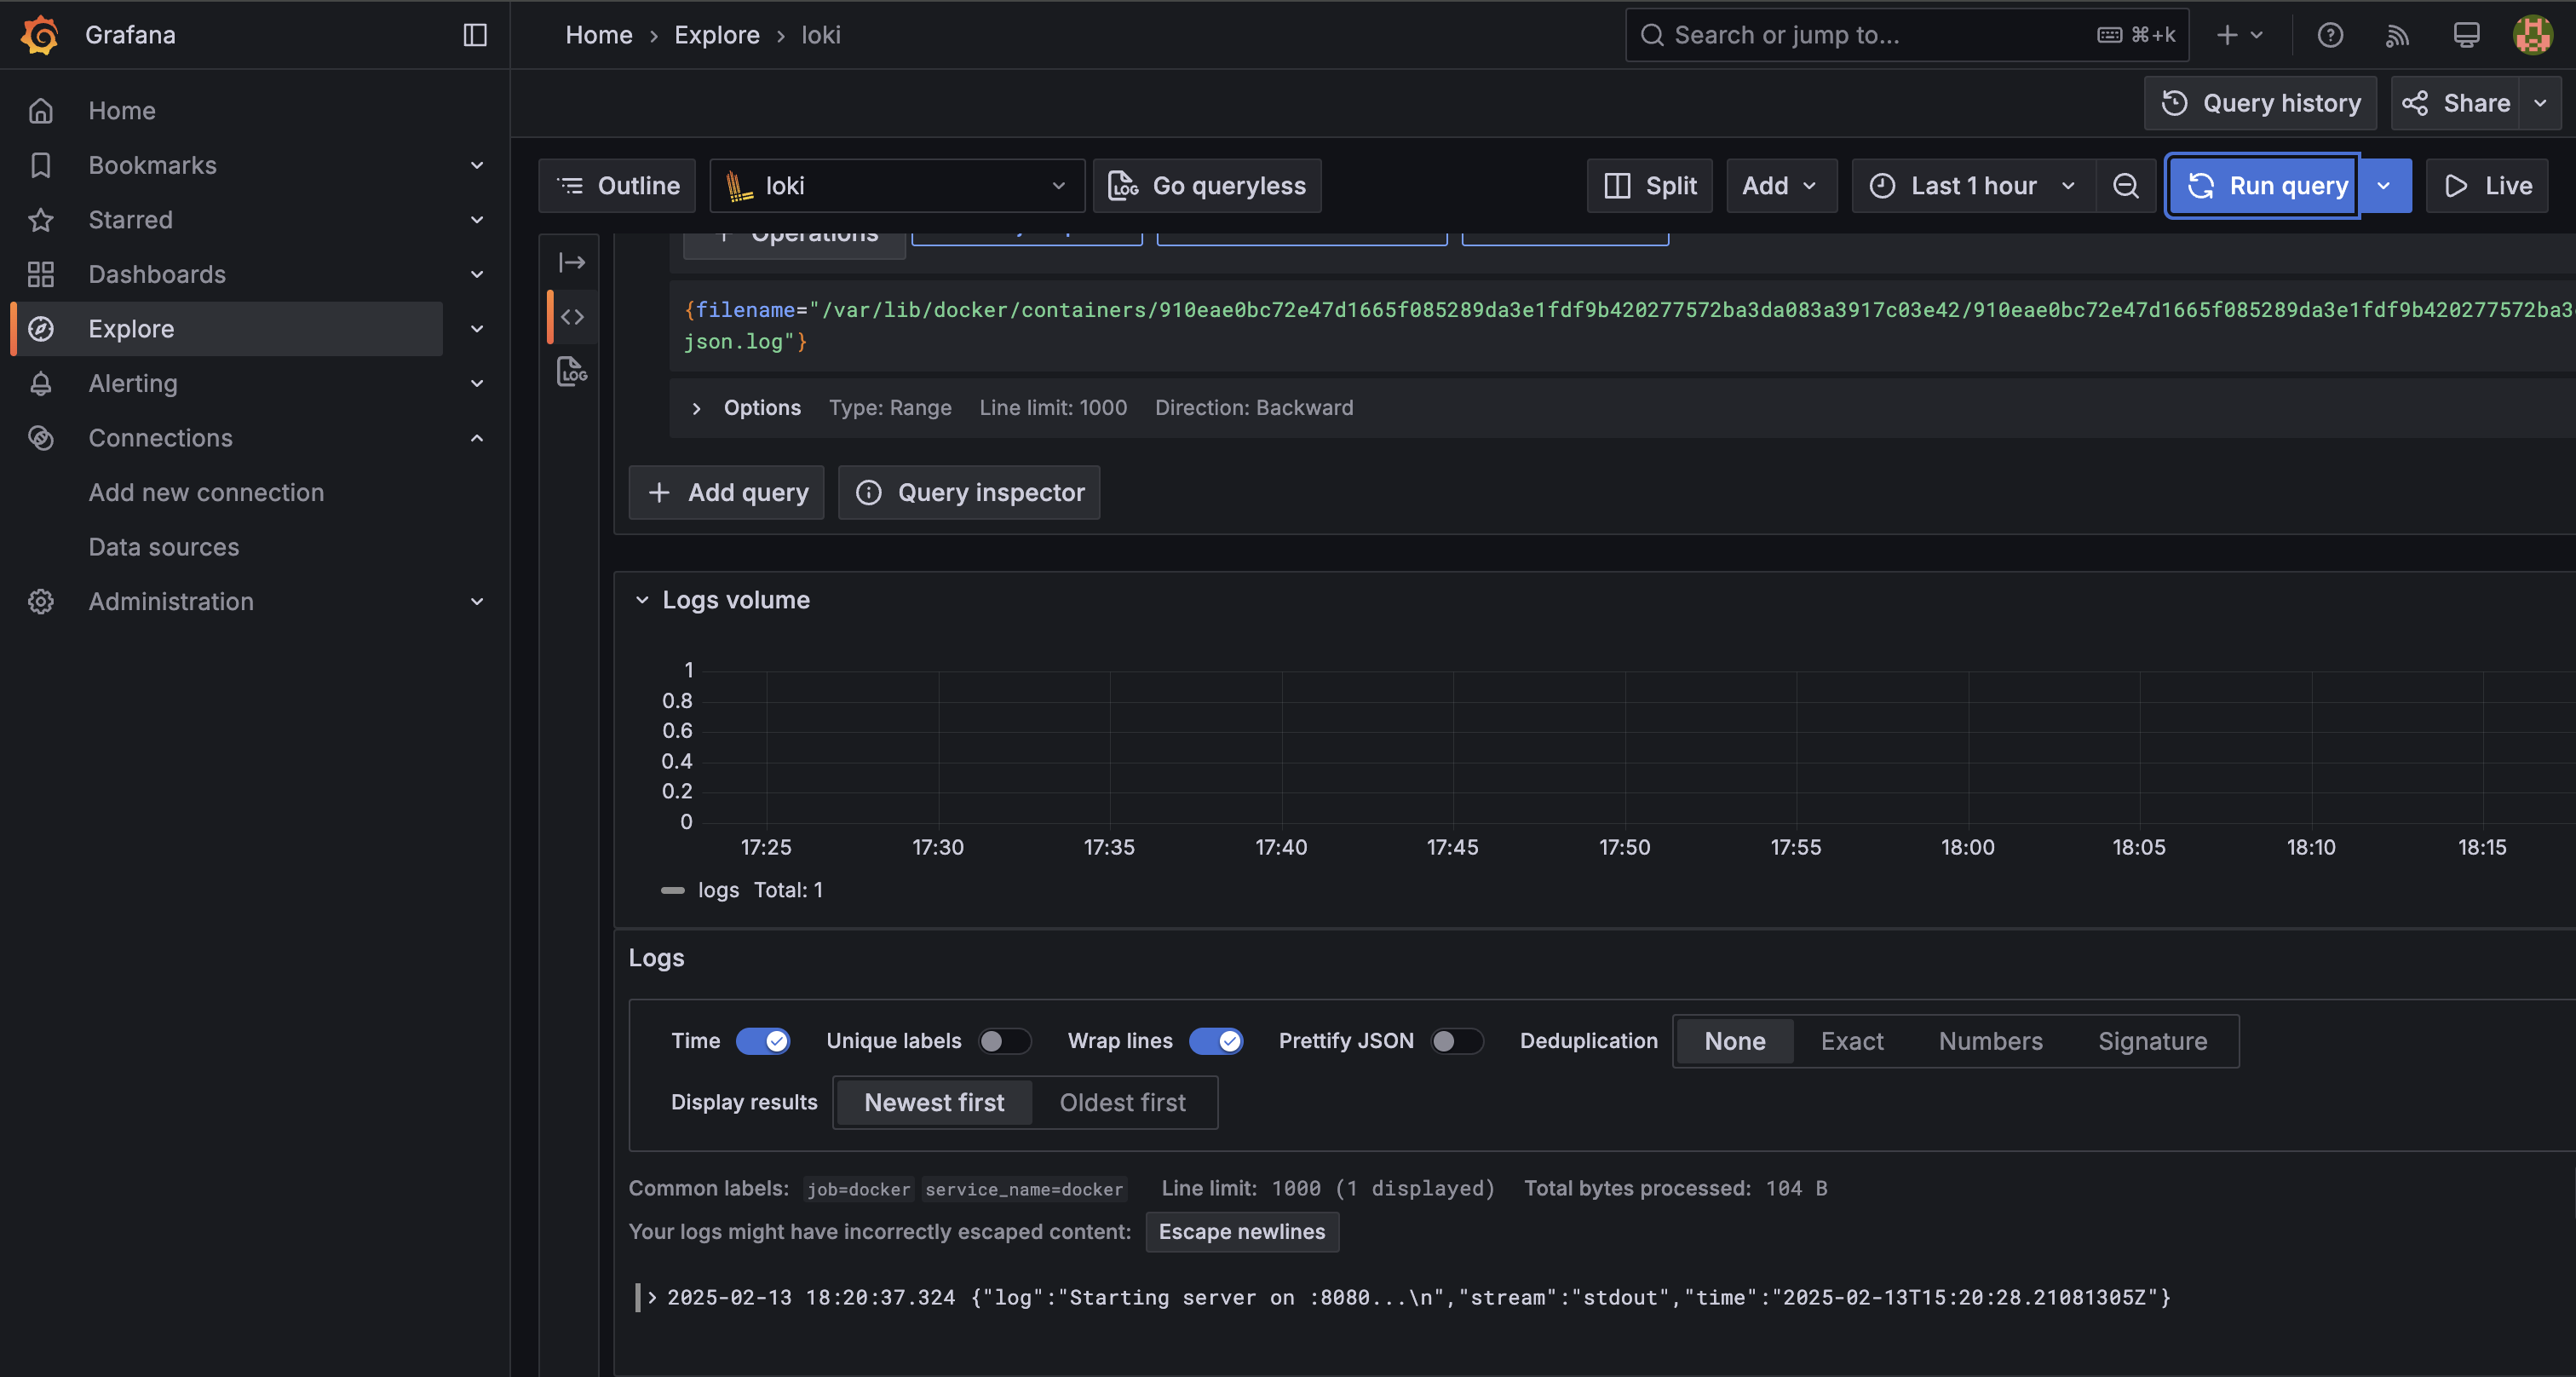 Grafana
Home › Explore › loki
Search or jump to...
⌘+k
Home
Bookmarks
Starred
Dashboards
Explore
Alerting
Connections
Add new connection
Data sources
Administration
Query history
Share
Outline
loki
Go queryless
Split
Add
Last 1 hour
Run query
Live
Operations
{filename="/var/lib/docker/containers/910eae0bc72e47d1665f085289da3e1fdf9b420277572ba3da083a3917c03e42/910eae0bc72e47d1665f085289da3e1fdf9b420277572ba3
json.log"}
Options Type: Range Line limit: 1000 Direction: Backward
Add query
Query inspector
Logs volume
1
0.8
0.6
0.4
0.2
0
17:25 17:30 17:35 17:40 17:45 17:50 17:55 18:00 18:05 18:10 18:15
logs Total: 1
Logs
Time Unique labels Wrap lines Prettify JSON Deduplication None Exact Numbers Signature
Display results Newest first Oldest first
Common labels: job=docker service_name=docker Line limit: 1000 (1 displayed) Total bytes processed: 104 B
Your logs might have incorrectly escaped content: Escape newlines
> 2025-02-13 18:20:37.324 {"log":"Starting server on :8080...\n","stream":"stdout","time":"2025-02-13T15:20:28.21081305Z"}